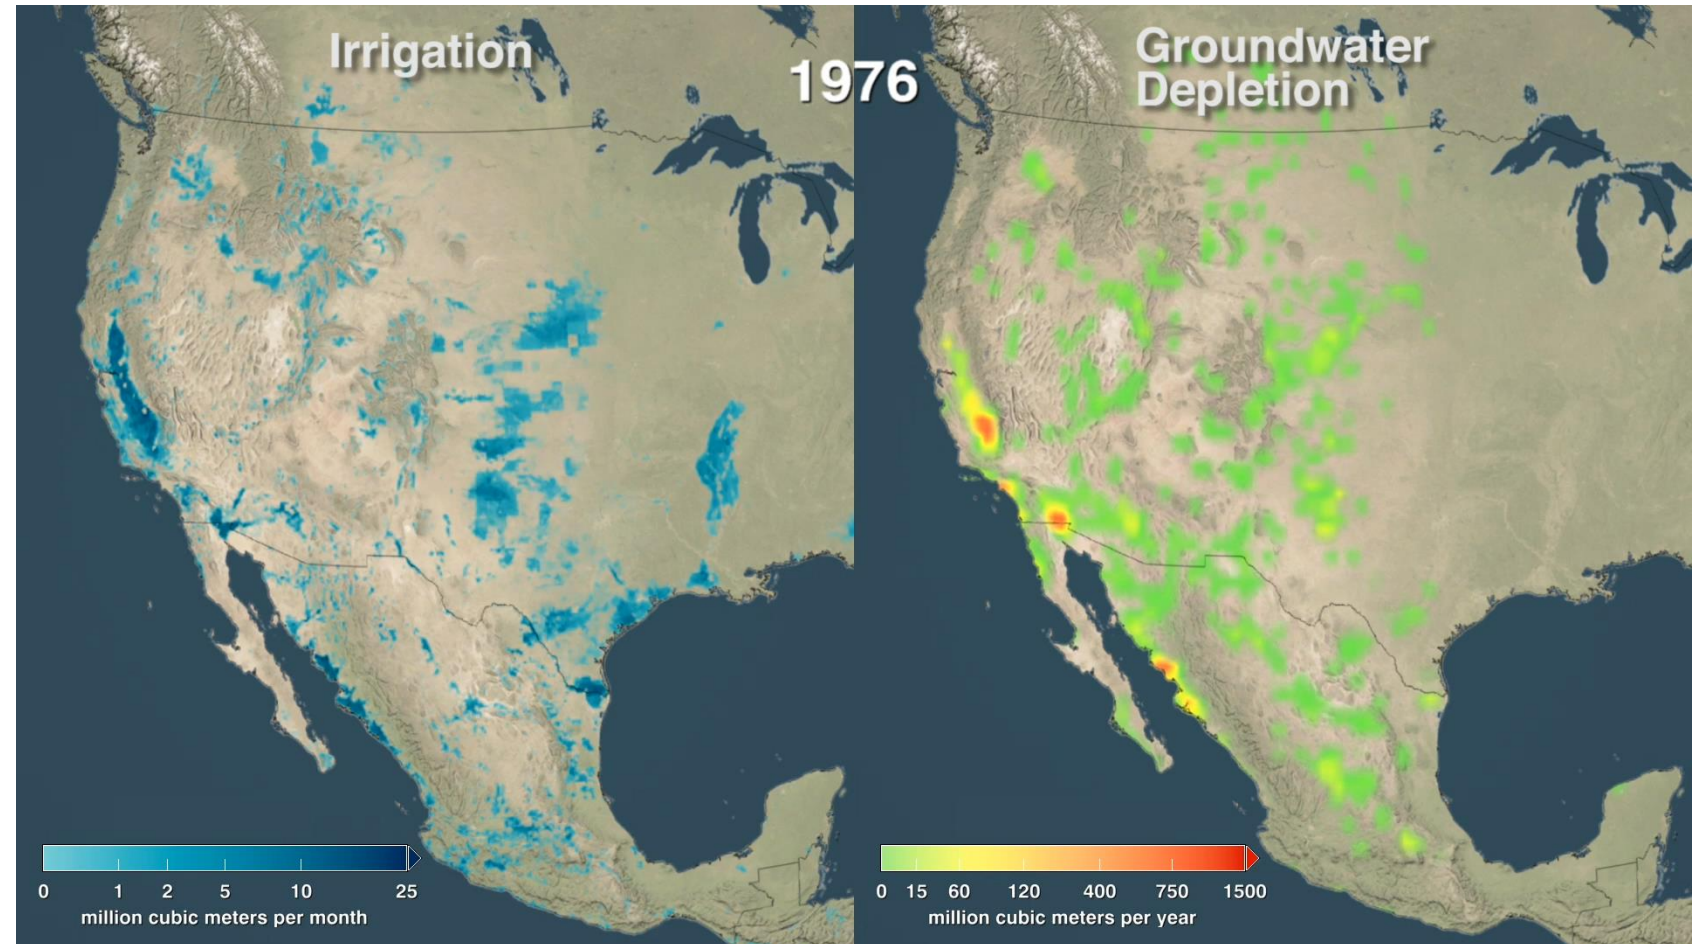 Irrigation
1976
Groundwater
Depletion
0 1 2 5 10 25
million cubic meters per month
0 15 60 120 400 750 1500
million cubic meters per year